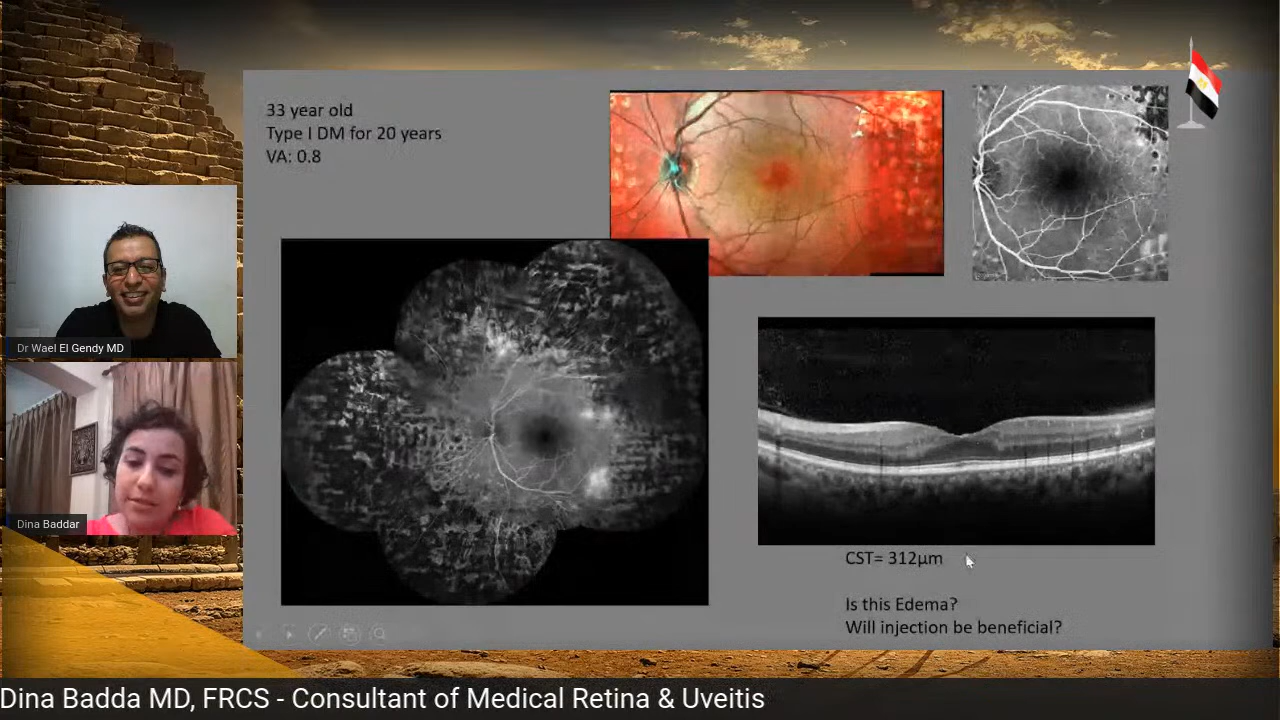 33 year old
Type I DM for 20 years
VA: 0.8
Dr Wael El Gendy MD
Dina Baddar
CST= 312µm
Is this Edema?
Will injection be beneficial?
Dina Badda MD, FRCS - Consultant of Medical Retina & Uveitis